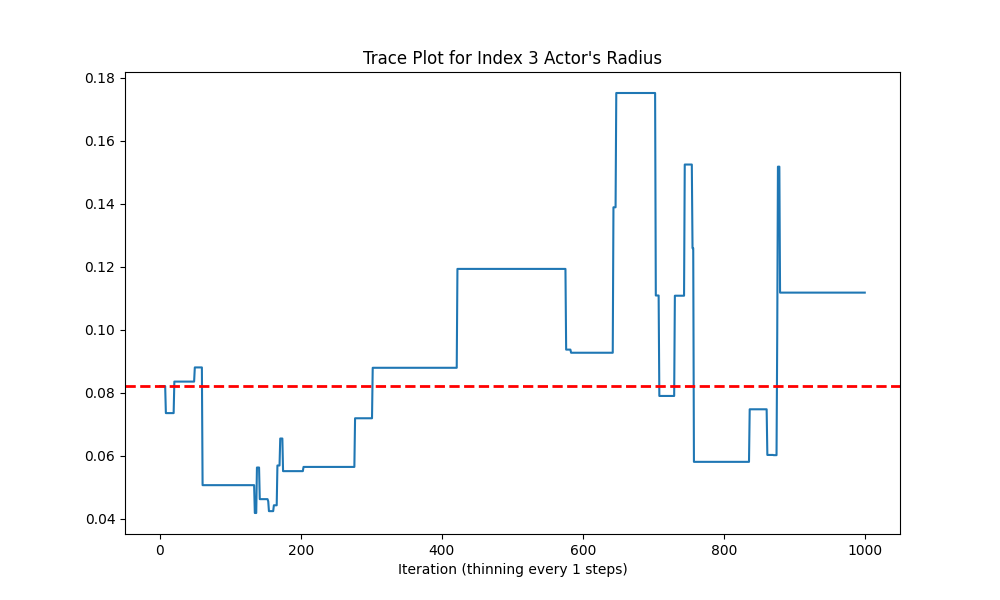 Trace Plot for Index 3 Actor's Radius
0.18
0.16
0.14
0.12
0.10
0.08
0.06
0.04
0 200 400 600 800 1000
Iteration (thinning every 1 steps)